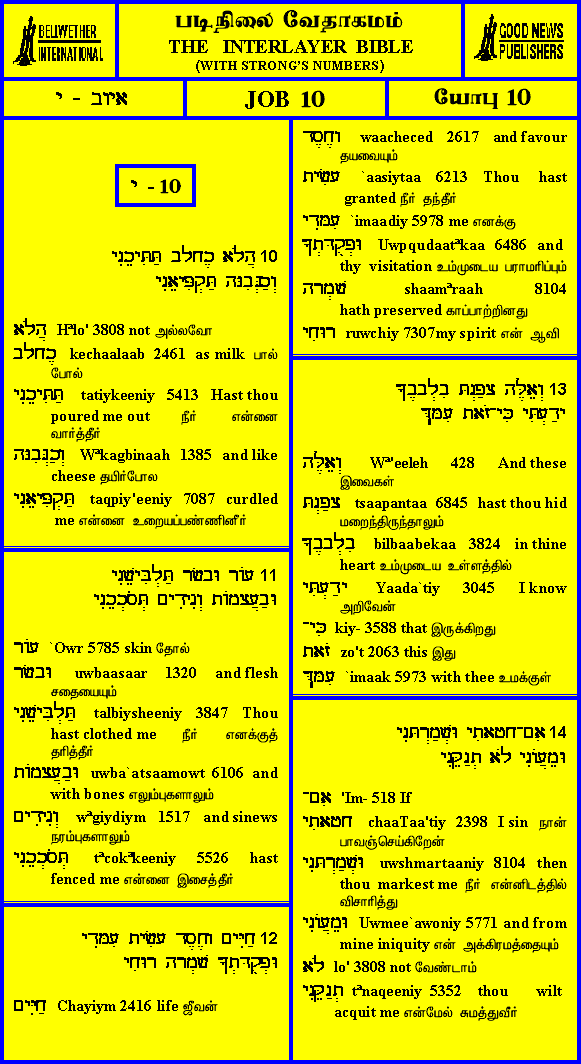 BELLWETHER
INTERNATIONAL
படிநிலை வேதாகமம்
THE INTERLAYER BIBLE
(WITH STRONG'S NUMBERS)
GOOD NEWS
PUBLISHERS
איוב - י
JOB 10
யோபு 10
י - 10
10 הֲלֹא כֶחָלָב תַּתִּיכֵנִי
וְכַגְּבִנָּה תַּקְפִּיאֵנִי
הֲלֹא Hªlo' 3808 not அல்லவோ
כֶחָלָב kechaalaab 2461 as milk பால்
போல்
תַּתִּיכֵנִי tatiykeeniy 5413 Hast thou
poured me out நீர் என்னை
வார்த்தீர்
וְכַגְּבִנָּה Wªkagbinaah 1385 and like
cheese தயிர்போல
תַּקְפִּיאֵנִי taqpiy'eeniy 7087 curdled
me என்னை உறையப்பண்ணினீர்
11 עוֹר וּבָשָׂר תַּלְבִּישֵׁנִי
וּבַעֲצָמוֹת וְגִידִים תְּסֹכְכֵנִי
עוֹר `Owr 5785 skin தோல்
וּבָשָׂר uwbaasaar 1320 and flesh
சதையையும்
תַּלְבִּישֵׁנִי talbiysheeniy 3847 Thou
hast clothed me நீர் எனக்குத்
தரித்தீர்
וּבַעֲצָמוֹת uwba`atsaamowt 6106 and
with bones எலும்புகளாலும்
וְגִידִים wªgiydiym 1517 and sinews
நரம்புகளாலும்
תְּסֹכְכֵנִי tªcokªkeeniy 5526 hast
fenced me என்னை இசைத்தீர்
12 חַיִּים וָחֶסֶד עָשִׂיתָ עִמָּדִי
וּפְקֻדָּתְךָ שָׁמְרָה רוּחִי
חַיִּים Chayiym 2416 life ஜீவன்
וָחֶסֶד waacheced 2617 and favour
தயவையும்
עָשִׂיתָ `aasiytaa 6213 Thou hast
granted நீர் தந்தீர்
עִמָּדִי `imaadiy 5978 me எனக்கு
וּפְקֻדָּתְךָ Uwpqudaatªkaa 6486 and
thy visitation உம்முடைய பராமரிப்பும்
שָׁמְרָה shaamªraah 8104
hath preserved காப்பாற்றினது
רוּחִי ruwchiy 7307my spirit என் ஆவி
13 וְאֵלֶּה צָפַנְתָּ בִלְבָבֶךָ
יָדַעְתִּי כִּי־זֹאת עִמָּךְ
וְאֵלֶּה Wª'eeleh 428 And these
இவைகள்
צָפַנְתָּ tsaapantaa 6845 hast thou hid
மறைந்திருந்தாலும்
בִלְבָבֶךָ bilbaabekaa 3824 in thine
heart உம்முடைய உள்ளத்தில்
יָדַעְתִּי Yaada`tiy 3045 I know
அறிவேன்
כִּי־ kiy- 3588 that இருக்கிறது
זֹאת zo't 2063 this இது
עִמָּךְ `imaak 5973 with thee உமக்குள்
14 אִם־חָטָאתִי וּשְׁמַרְתָּנִי
וּמֵעֲוֹנִי לֹא תְנַקֵּנִי
אִם־ 'Im- 518 If
חָטָאתִי chaaTaa'tiy 2398 I sin நான்
பாவஞ்செய்கிறேன்
וּשְׁמַרְתָּנִי uwshmartaaniy 8104 then
thou markest me நீர் என்னிடத்தில்
விசாரித்து
וּמֵעֲוֹנִי Uwmee`awoniy 5771 and from
mine iniquity என் அக்கிரமத்தையும்
לֹא lo' 3808 not வேண்டாம்
תְנַקֵּנִי tªnaqeeniy 5352 thou wilt
acquit me என்மேல் சுமத்துவீர்